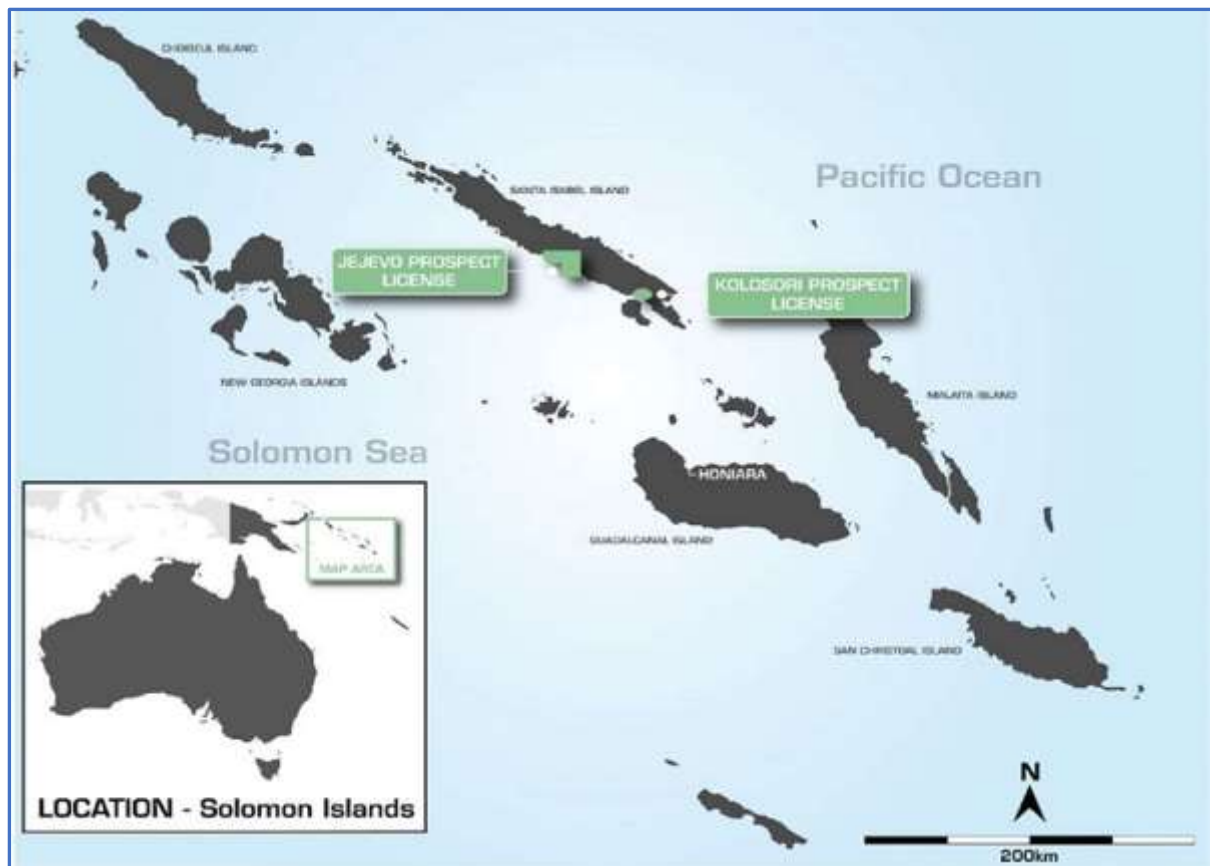 CHOISEUL ISLAND
SANTA ISABEL ISLAND
Pacific Ocean
JEJEVO PROSPECT
LICENSE
KOLOSORI PROSPECT
LICENSE
NEW GEORGIA ISLANDS
MALAITA ISLAND
Solomon Sea
HONIARA
GUADALCANAL ISLAND
MAP AREA
SAN CHRISTOBAL ISLAND
LOCATION - Solomon Islands
N
200km